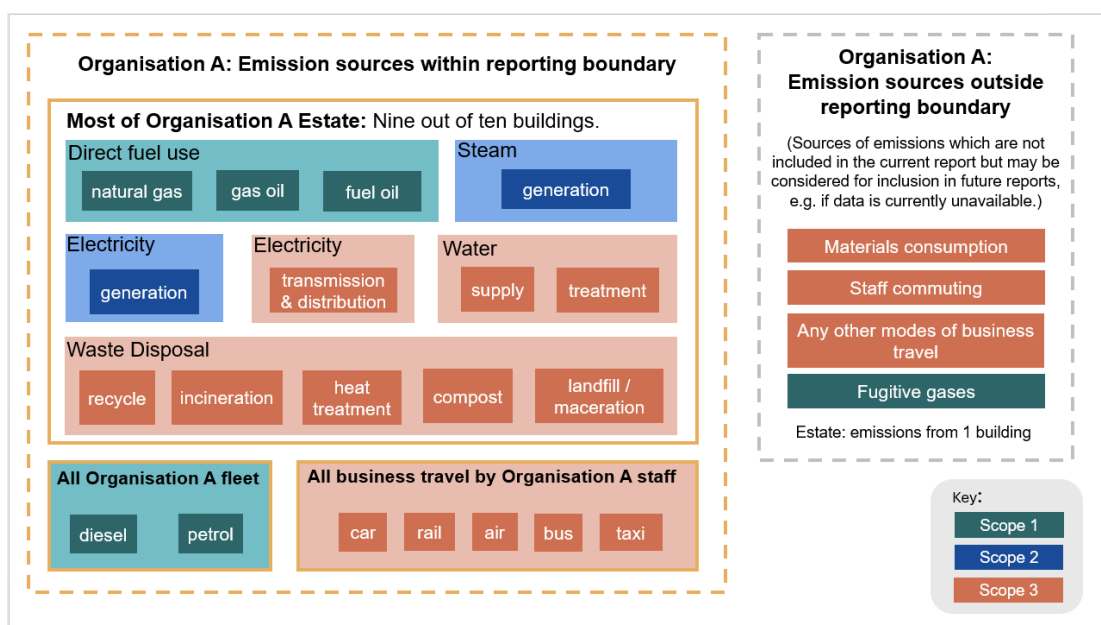 Organisation A: Emission sources within reporting boundary
Most of Organisation A Estate: Nine out of ten buildings.
Direct fuel use
natural gas
gas oil
fuel oil
Steam
generation
Electricity
generation
Electricity
transmission
& distribution
Water
supply
treatment
Waste Disposal
recycle
incineration
heat
treatment
compost
landfill /
maceration
All Organisation A fleet
diesel
petrol
All business travel by Organisation A staff
car
rail
air
bus
taxi
Organisation A:
Emission sources outside
reporting boundary
(Sources of emissions which are not
included in the current report but may be
considered for inclusion in future reports,
e.g. if data is currently unavailable.)
Materials consumption
Staff commuting
Any other modes of business
travel
Fugitive gases
Estate: emissions from 1 building
Key:
Scope 1
Scope 2
Scope 3